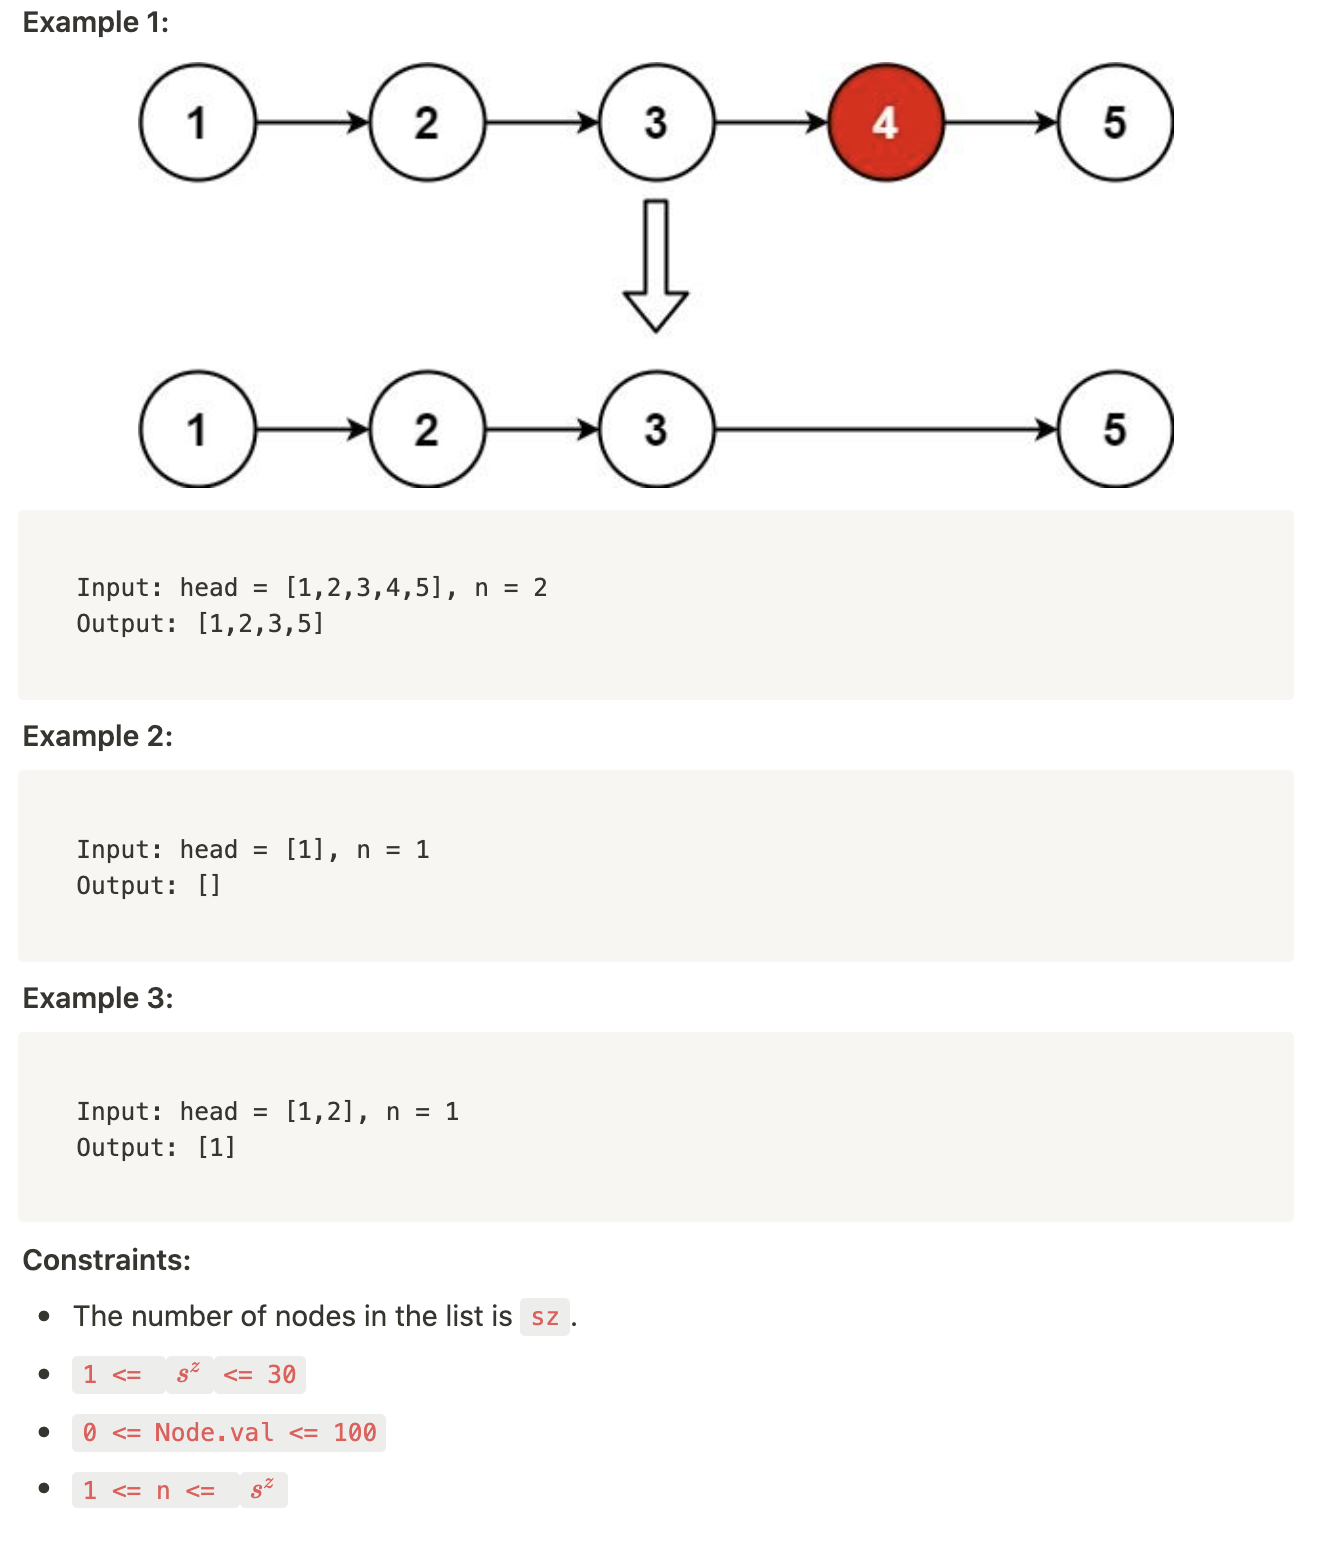 Example 1:
1 2 3 4 5
1 2 3 5
Input: head = [1,2,3,4,5], n = 2
Output: [1,2,3,5]
Example 2:
Input: head = [1], n = 1
Output: []
Example 3:
Input: head = [1,2], n = 1
Output: [1]
Constraints:
• The number of nodes in the list is sz.
• 1 <= s^z <= 30
• 0 <= Node.val <= 100
• 1 <= n <= s^z